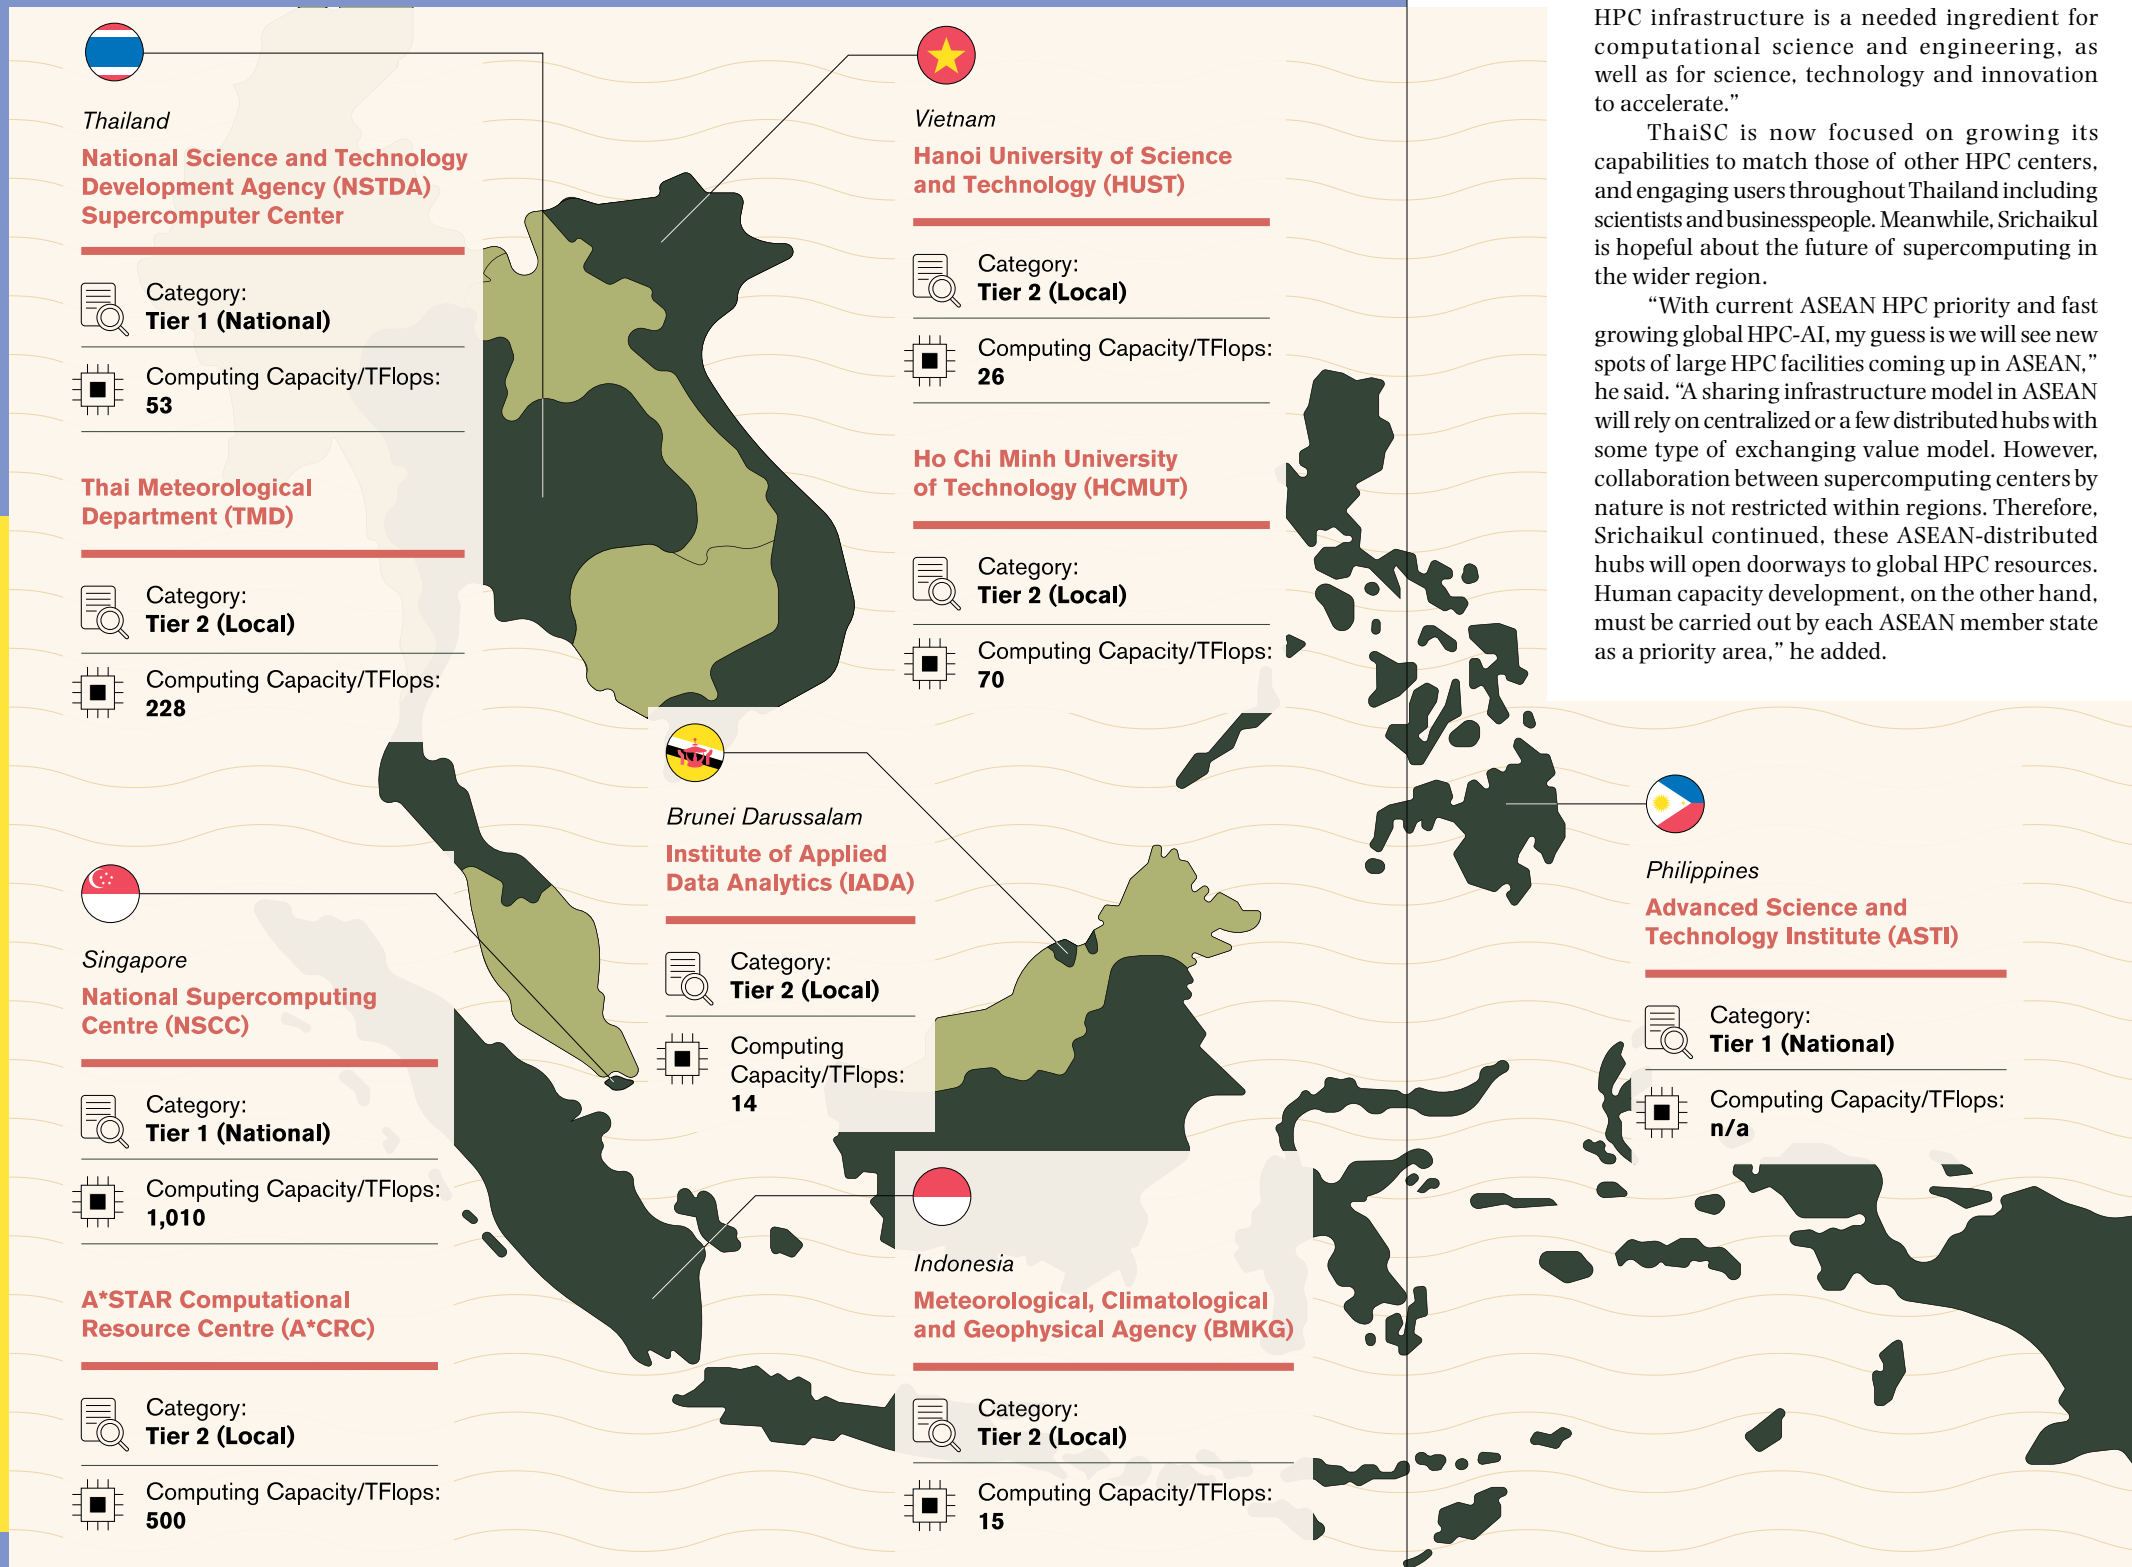 Thailand
National Science and Technology
Development Agency (NSTDA)
Supercomputer Center
Category:
Tier 1 (National)
Computing Capacity/TFlops:
53
Thai Meteorological
Department (TMD)
Category:
Tier 2 (Local)
Computing Capacity/TFlops:
228
Vietnam
Hanoi University of Science
and Technology (HUST)
Category:
Tier 2 (Local)
Computing Capacity/TFlops:
26
Ho Chi Minh University
of Technology (HCMUT)
Category:
Tier 2 (Local)
Computing Capacity/TFlops:
70
Brunei Darussalam
Institute of Applied
Data Analytics (IADA)
Category:
Tier 2 (Local)
Computing
Capacity/TFlops:
14
Singapore
National Supercomputing
Centre (NSCC)
Category:
Tier 1 (National)
Computing Capacity/TFlops:
1,010
A*STAR Computational
Resource Centre (A*CRC)
Category:
Tier 2 (Local)
Computing Capacity/TFlops:
500
Indonesia
Meteorological, Climatological
and Geophysical Agency (BMKG)
Category:
Tier 2 (Local)
Computing Capacity/TFlops:
15
Philippines
Advanced Science and
Technology Institute (ASTI)
Category:
Tier 1 (National)
Computing Capacity/TFlops:
n/a
HPC infrastructure is a needed ingredient for
computational science and engineering, as
well as for science, technology and innovation
to accelerate.”
ThaiSC is now focused on growing its
capabilities to match those of other HPC centers,
and engaging users throughout Thailand including
scientists and businesspeople. Meanwhile, Srichaikul
is hopeful about the future of supercomputing in
the wider region.
“With current ASEAN HPC priority and fast
growing global HPC-AI, my guess is we will see new
spots of large HPC facilities coming up in ASEAN,”
he said. “A sharing infrastructure model in ASEAN
will rely on centralized or a few distributed hubs with
some type of exchanging value model. However,
collaboration between supercomputing centers by
nature is not restricted within regions. Therefore,
Srichaikul continued, these ASEAN-distributed
hubs will open doorways to global HPC resources.
Human capacity development, on the other hand,
must be carried out by each ASEAN member state
as a priority area,” he added.